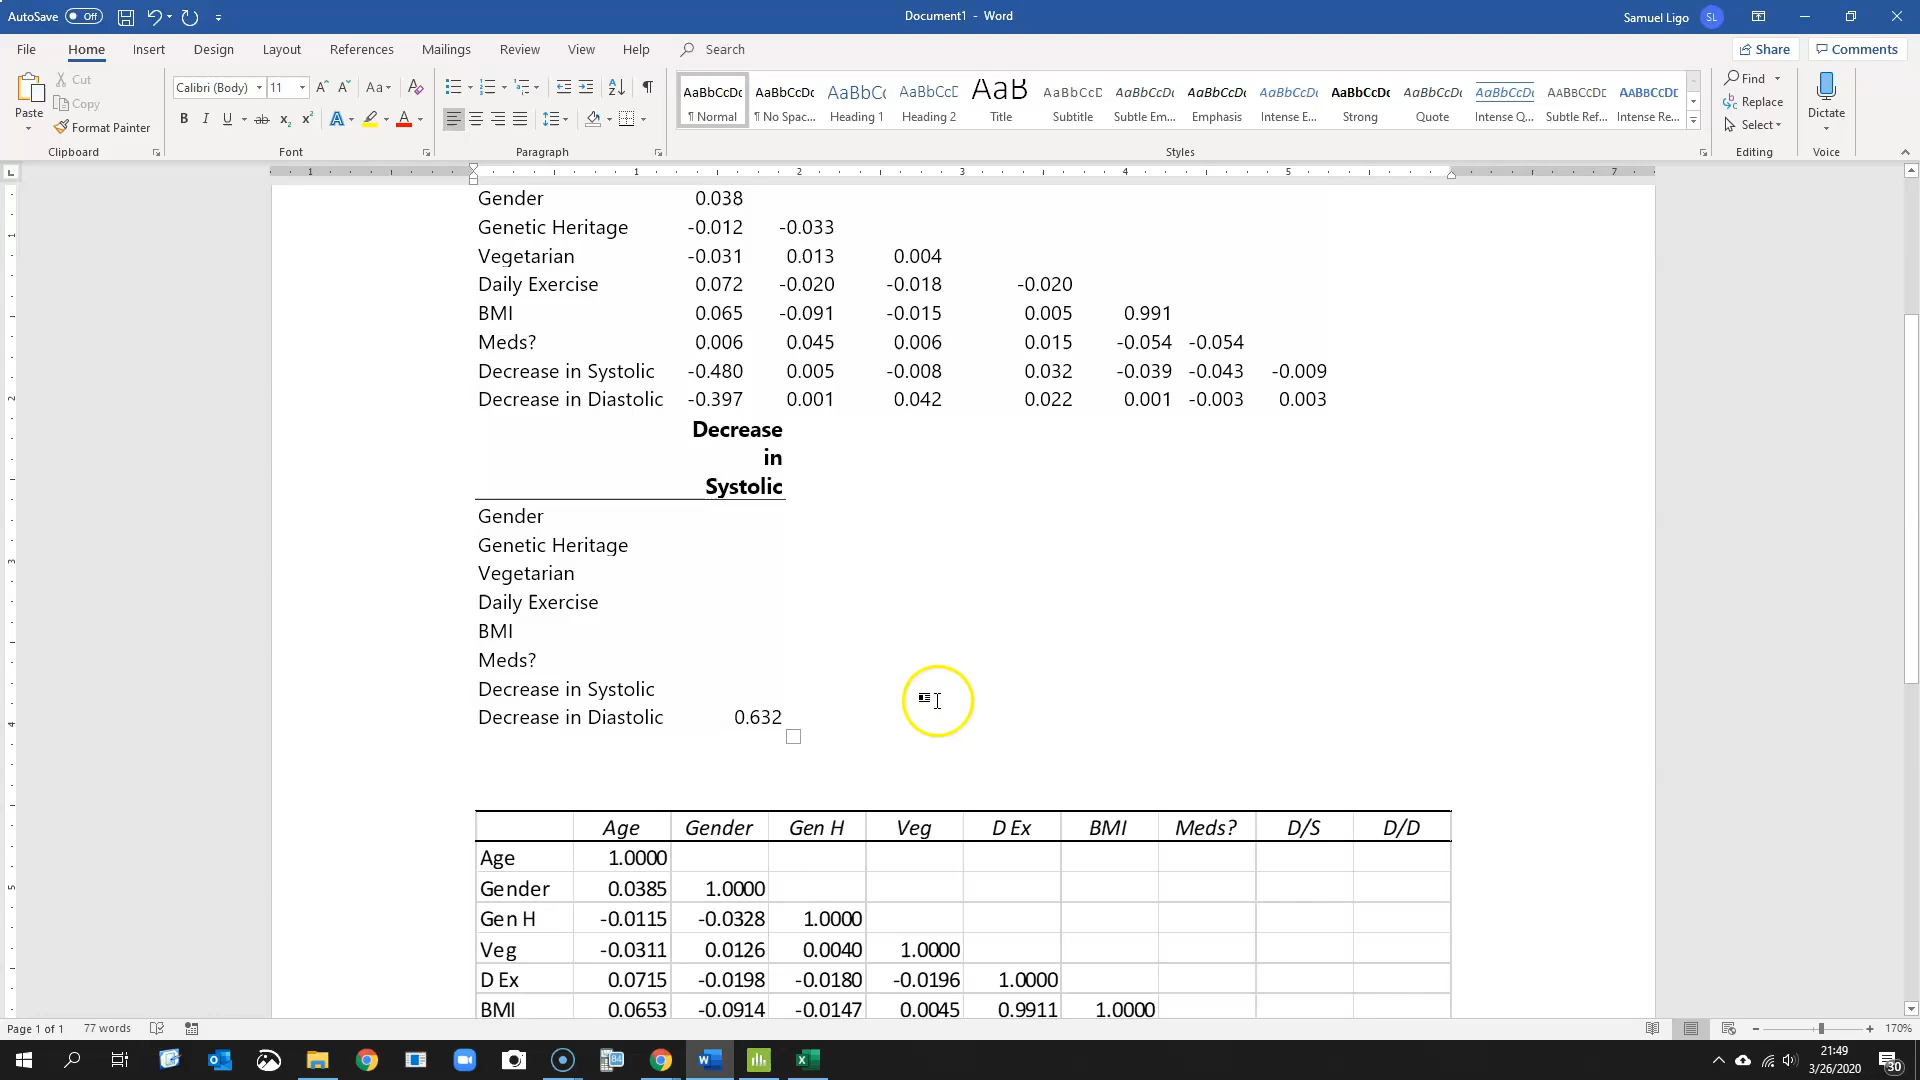 AutoSave Off
Document1 - Word
Samuel Ligo SL
File Home Insert Design Layout References Mailings Review View Help Search
Share Comments
Paste
Cut
Copy
Format Painter
Clipboard
Calibri (Body) 11
Font
Paragraph
AaBbCcDc AaBbCcDc AaBbCc AaBbCcD AaB AaBbCcD AaBbCcDc AaBbCcDc AaBbCcDc AaBbCcDc AaBbCcDc AaBbCcDc AABBCCDC AABBCCDC
¶ Normal ¶ No Spac... Heading 1 Heading 2 Title Subtitle Subtle Em... Emphasis Intense E... Strong Quote Intense Q... Subtle Ref... Intense Re...
Styles
Find
Replace
Select
Editing
Dictate
Voice
1 1 2 3 4 5 7
Gender 0.038
Genetic Heritage -0.012 -0.033
Vegetarian -0.031 0.013 0.004
Daily Exercise 0.072 -0.020 -0.018 -0.020
BMI 0.065 -0.091 -0.015 0.005 0.991
Meds? 0.006 0.045 0.006 0.015 -0.054 -0.054
Decrease in Systolic -0.480 0.005 -0.008 0.032 -0.039 -0.043 -0.009
Decrease in Diastolic -0.397 0.001 0.042 0.022 0.001 -0.003 0.003
Decrease
in
Systolic
Gender
Genetic Heritage
Vegetarian
Daily Exercise
BMI
Meds?
Decrease in Systolic
Decrease in Diastolic 0.632
Age Gender Gen H Veg D Ex BMI Meds? D/S D/D
Age 1.0000
Gender 0.0385 1.0000
Gen H -0.0115 -0.0328 1.0000
Veg -0.0311 0.0126 0.0040 1.0000
D Ex 0.0715 -0.0198 -0.0180 -0.0196 1.0000
BMI 0.0653 -0.0914 -0.0147 0.0045 0.9911 1.0000
Page 1 of 1 77 words
170%
21:49
3/26/2020
30